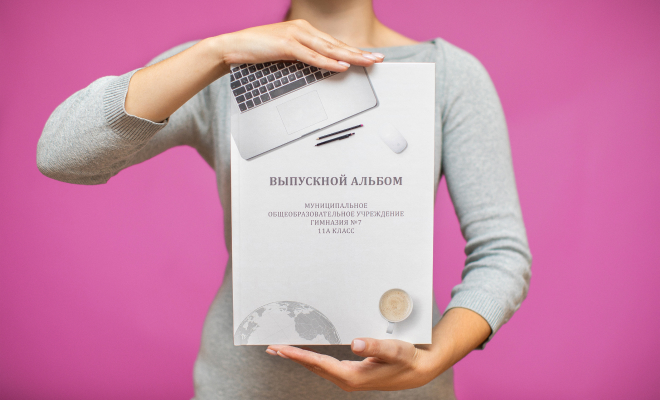 ВЫПУСКНОЙ АЛЬБОМ
МУНИЦИПАЛЬНОЕ
ОБЩЕОБРАЗОВАТЕЛЬНОЕ УЧРЕЖДЕНИЕ
ГИМНАЗИЯ №7
11А КЛАСС